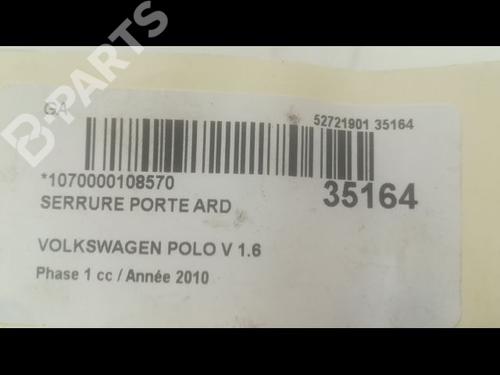 B-PARTS
GA
52721901 35164
*1070000108570
35164
SERRURE PORTE ARD
VOLKSWAGEN POLO V 1.6
Phase 1 cc / Année 2010